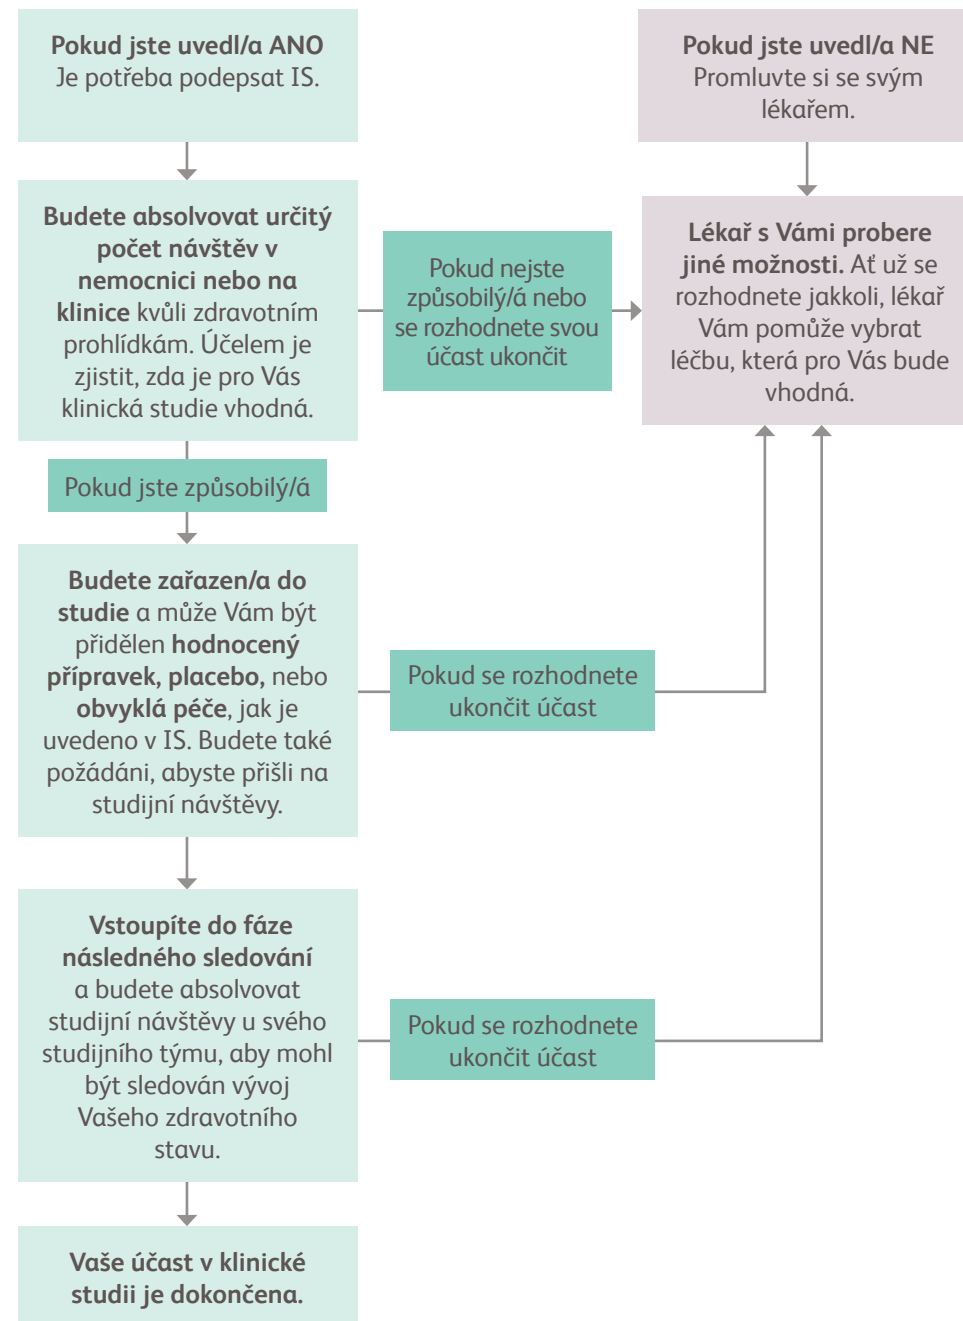 Pokud jste uvedl/a ANO
Je potřeba podepsat IS.
Pokud jste uvedl/a NE
Promluvte si se svým
lékařem.
Budete absolvovat určitý
počet návštěv v
nemocnici nebo na
klinice kvůli zdravotním
prohlídkám. Účelem je
zjistit, zda je pro Vás
klinická studie vhodná.
Pokud nejste
způsobilý/á nebo
se rozhodnete svou
účast ukončit
Lékař s Vámi probere
jiné možnosti. Ať už se
rozhodnete jakkoli, lékař
Vám pomůže vybrat
léčbu, která pro Vás bude
vhodná.
Pokud jste způsobilý/á
Budete zařazen/a do
studie a může Vám být
přidělen hodnocený
přípravek, placebo, nebo
obvyklá péče, jak je
uvedeno v IS. Budete také
požádáni, abyste přišli na
studijní návštěvy.
Pokud se rozhodnete
ukončit účast
Vstoupíte do fáze
následného sledování
a budete absolvovat
studijní návštěvy u svého
studijního týmu, aby mohl
být sledován vývoj
Vašeho zdravotního
stavu.
Pokud se rozhodnete
ukončit účast
Vaše účast v klinické
studii je dokončena.